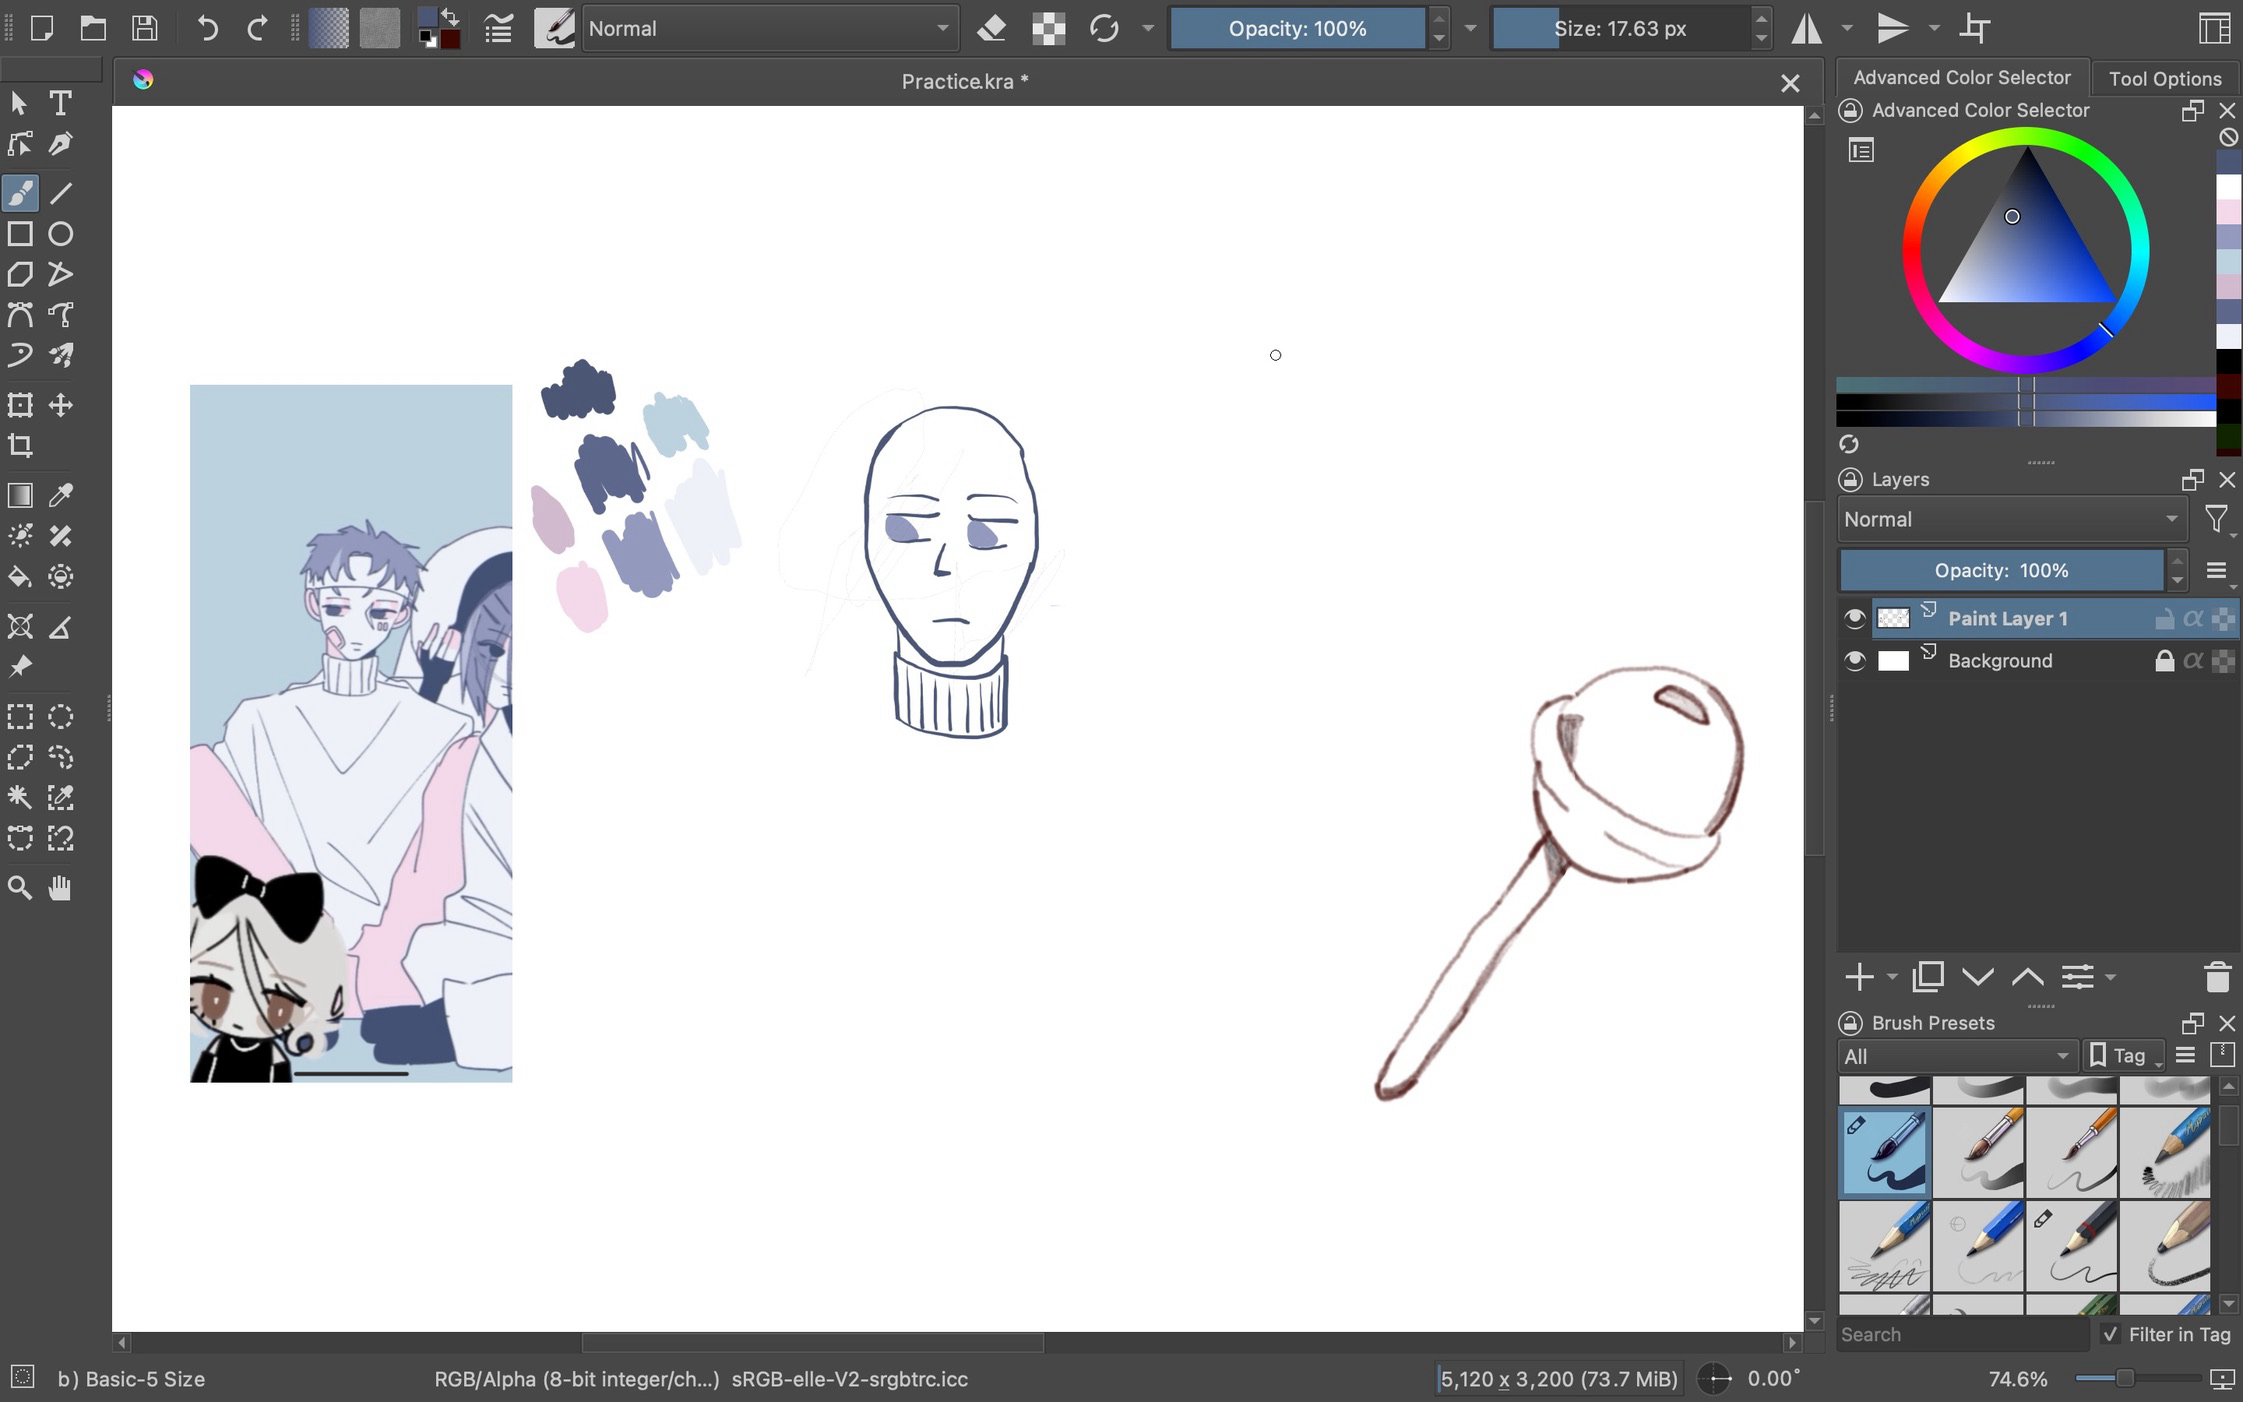 Normal
Opacity: 100%
Size: 17.63 px
Practice.kra *
Advanced Color Selector
Tool Options
Advanced Color Selector
Layers
Normal
Opacity: 100%
Paint Layer 1
Background
Brush Presets
All
Tag
Search
Filter in Tag
b) Basic-5 Size
RGB/Alpha (8-bit integer/ch...) sRGB-elle-V2-srgbtrc.icc
5,120 x 3,200 (73.7 MiB)
0.00°
74.6%